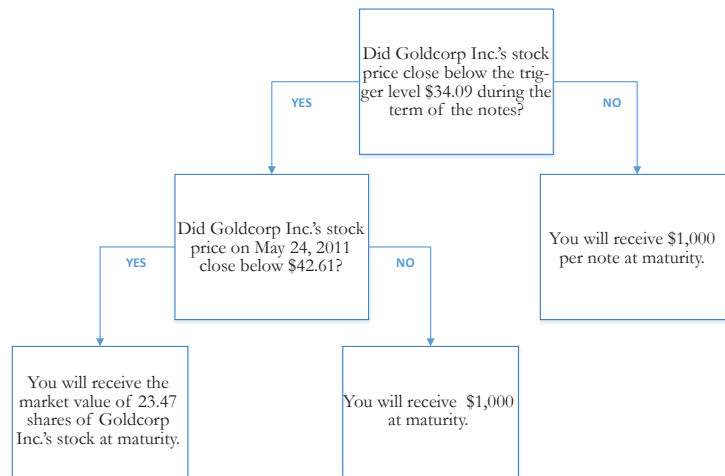 Did Goldcorp Inc.'s stock
price close below the trig-
ger level $34.09 during the
term of the notes?
YES
NO
Did Goldcorp Inc.'s stock
price on May 24, 2011
close below $42.61?
You will receive $1,000
per note at maturity.
YES
NO
You will receive the
market value of 23.47
shares of Goldcorp
Inc.'s stock at maturity.
You will receive $1,000
at maturity.